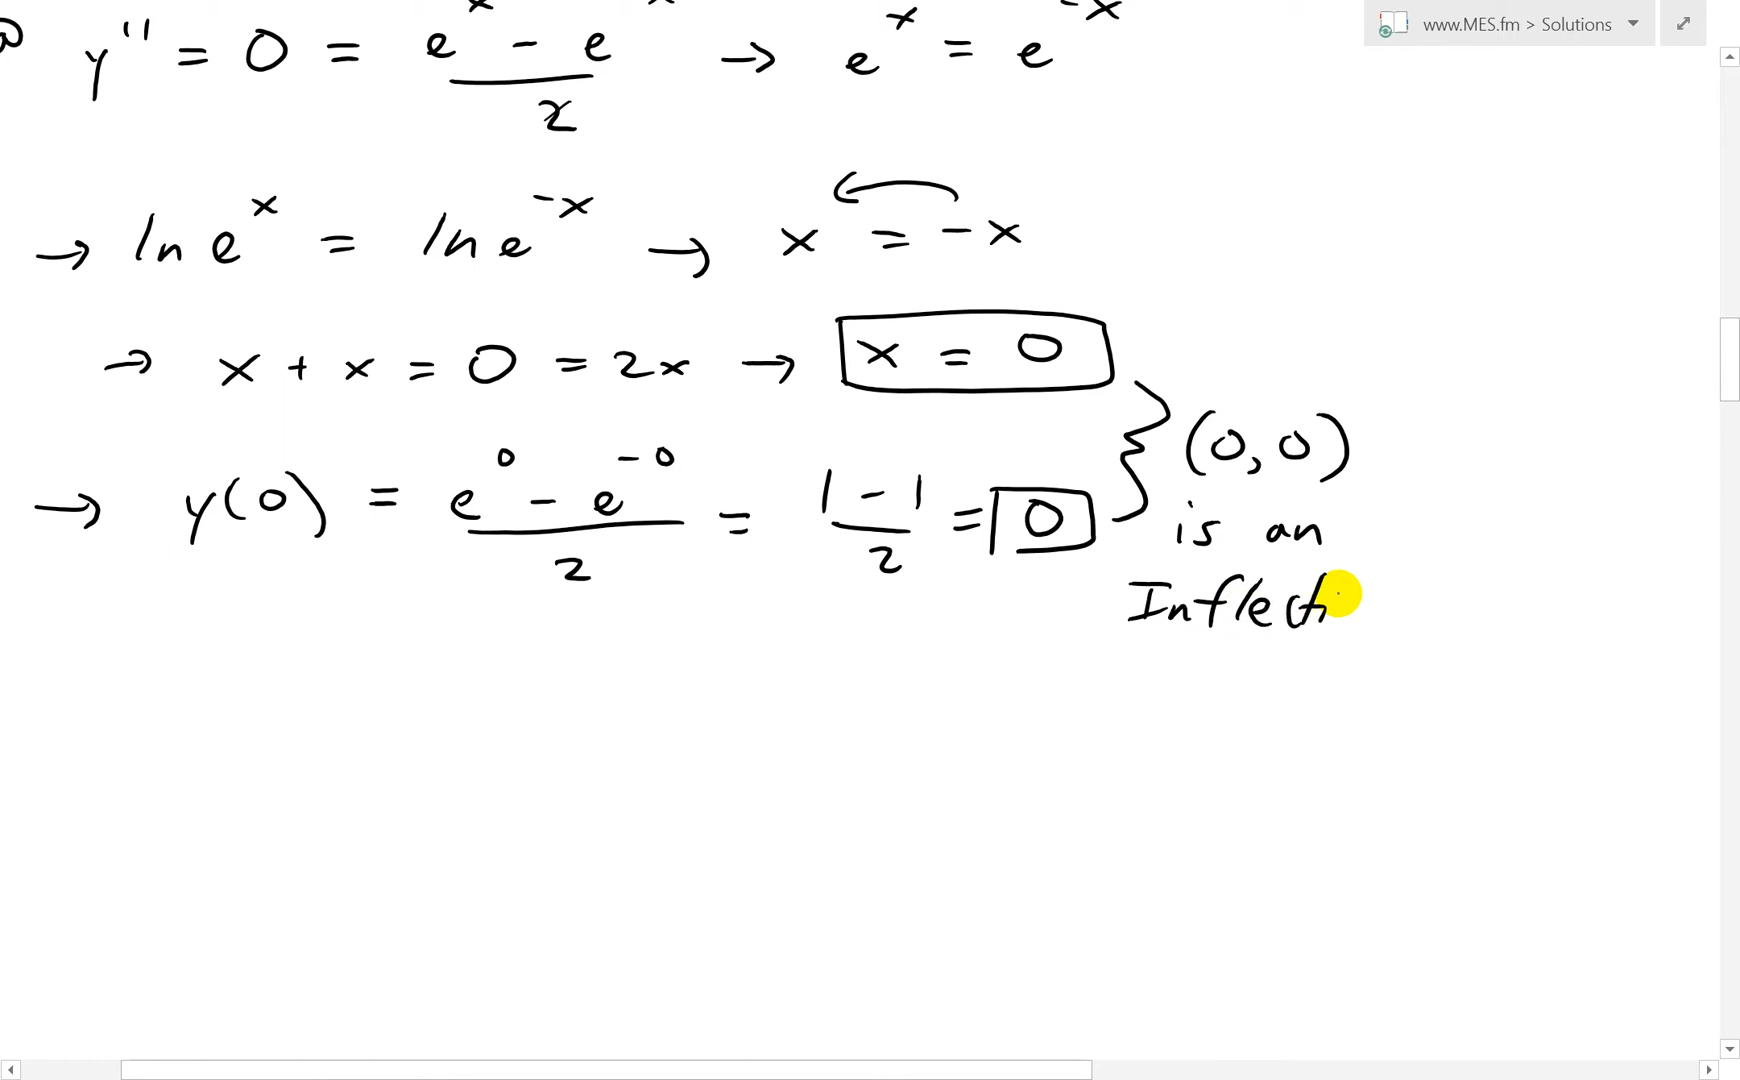 www.MES.fm > Solutions
y'' = 0 = (e^x - e^-x)/2 → e^x = e^-x
→ ln e^x = ln e^-x → x = -x
→ x + x = 0 = 2x → x = 0
→ y(0) = (e^0 - e^-0)/2 = (1 - 1)/2 = 0
(0, 0)
is an
Inflect